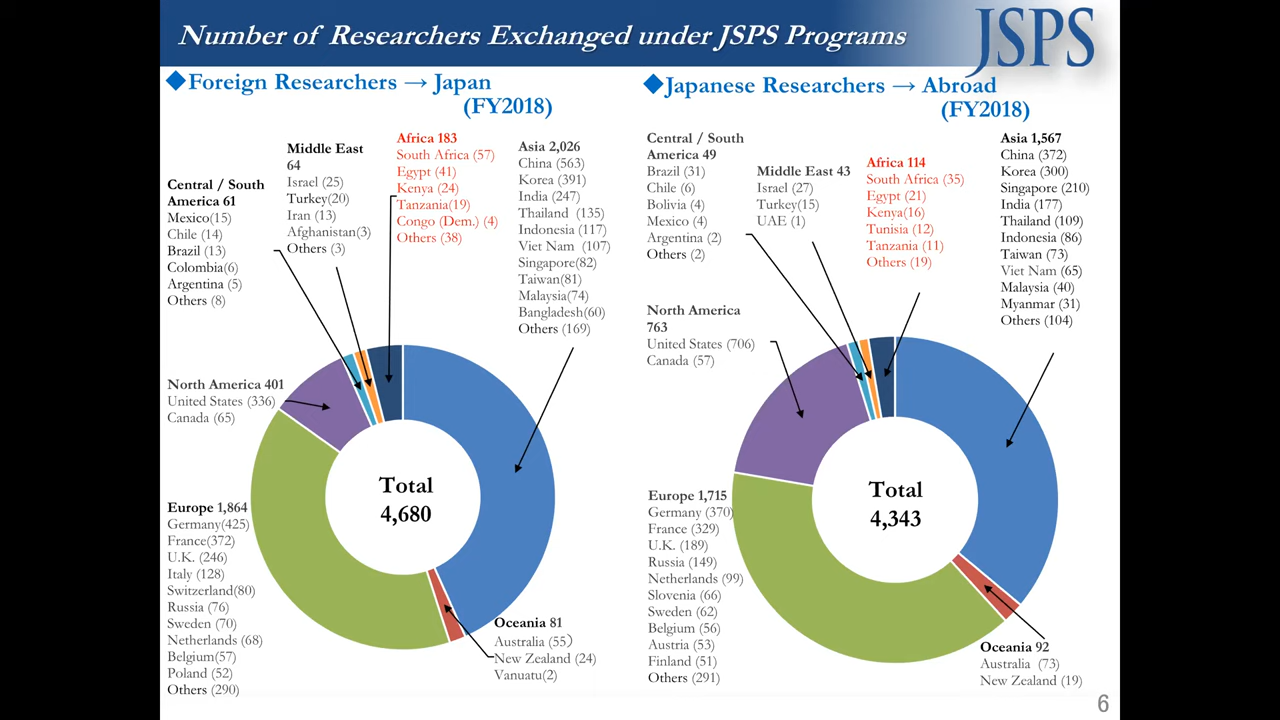 Number of Researchers Exchanged under JSPS Programs
JSPS
◆Foreign Researchers → Japan
(FY2018)
Central / South
America 61
Mexico(15)
Chile (14)
Brazil (13)
Colombia(6)
Argentina (5)
Others (8)
Middle East
64
Israel (25)
Turkey(20)
Iran (13)
Afghanistan(3)
Others (3)
Africa 183
South Africa (57)
Egypt (41)
Kenya (24)
Tanzania(19)
Congo (Dem.) (4)
Others (38)
Asia 2,026
China (563)
Korea (391)
India (247)
Thailand (135)
Indonesia (117)
Viet Nam (107)
Singapore(82)
Taiwan(81)
Malaysia(74)
Bangladesh(60)
Others (169)
North America 401
United States (336)
Canada (65)
Europe 1,864
Germany(425)
France(372)
U.K. (246)
Italy (128)
Switzerland(80)
Russia (76)
Sweden (70)
Netherlands (68)
Belgium(57)
Poland (52)
Others (290)
Total
4,680
Oceania 81
Australia (55）
New Zealand (24)
Vanuatu(2)
◆Japanese Researchers → Abroad
(FY2018)
Central / South
America 49
Brazil (31)
Chile (6)
Bolivia (4)
Mexico (4)
Argentina (2)
Others (2)
Middle East 43
Israel (27)
Turkey(15)
UAE (1)
Africa 114
South Africa (35)
Egypt (21)
Kenya(16)
Tunisia (12)
Tanzania (11)
Others (19)
Asia 1,567
China (372)
Korea (300)
Singapore (210)
India (177)
Thailand (109)
Indonesia (86)
Taiwan (73)
Viet Nam (65)
Malaysia (40)
Myanmar (31)
Others (104)
North America
763
United States (706)
Canada (57)
Europe 1,715
Germany (370)
France (329)
U.K. (189)
Russia (149)
Netherlands (99)
Slovenia (66)
Sweden (62)
Belgium (56)
Austria (53)
Finland (51)
Others (291)
Total
4,343
Oceania 92
Australia (73)
New Zealand (19)
6